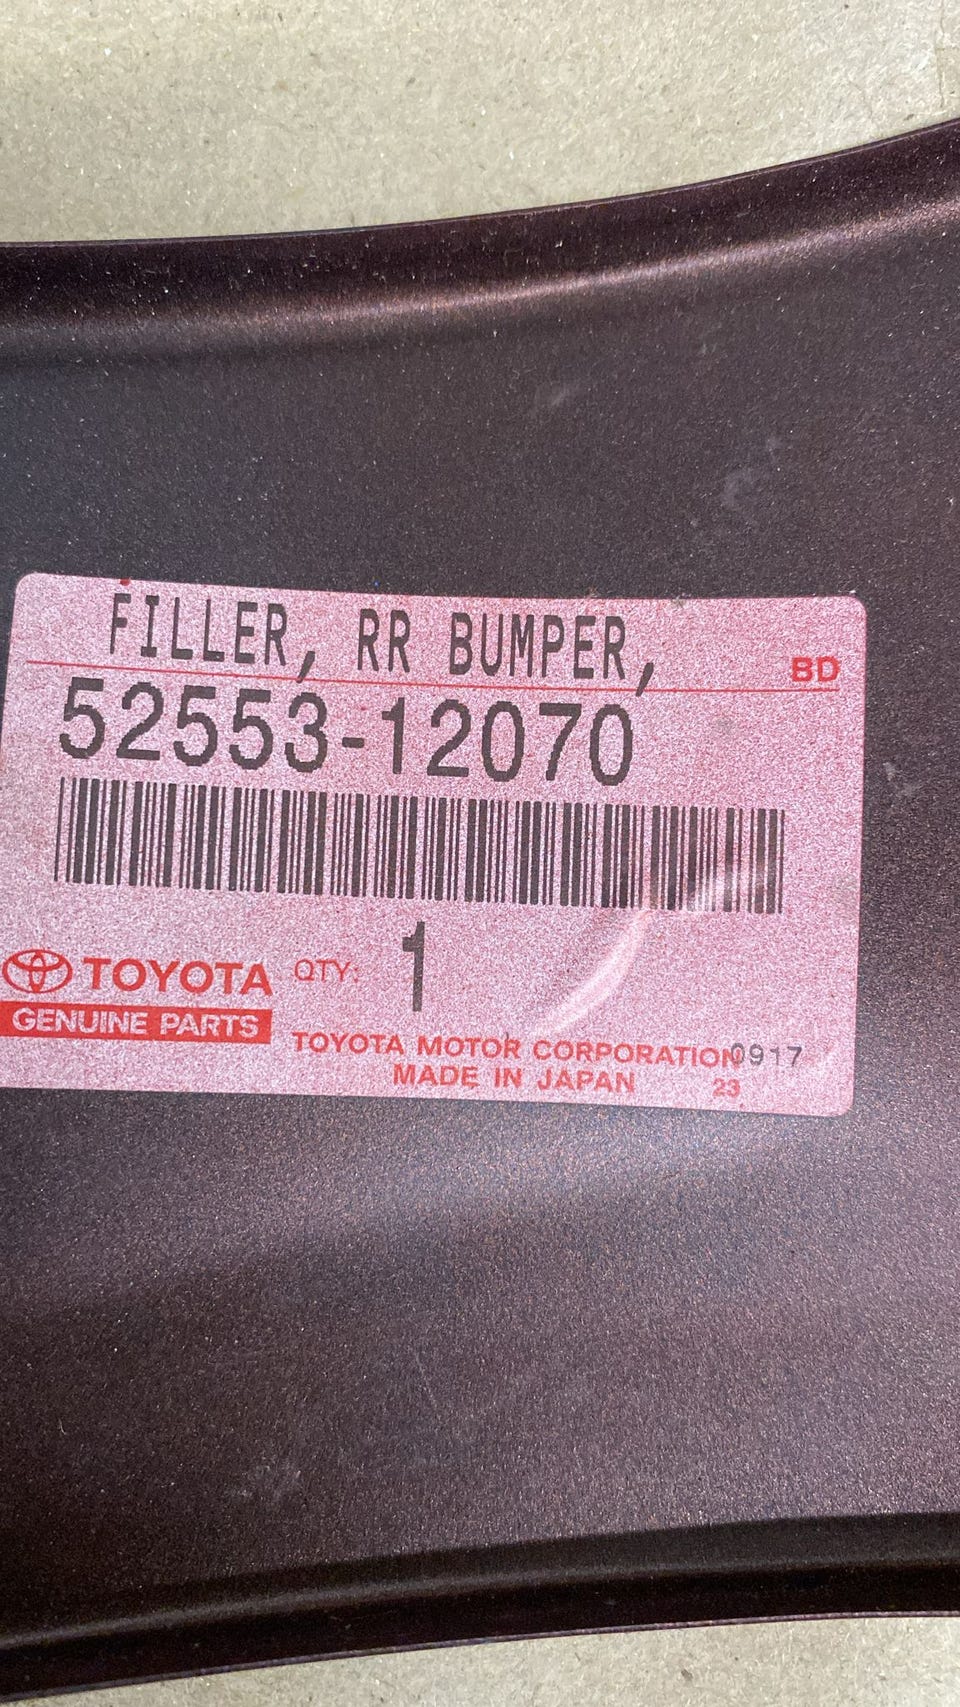 FILLER, RR BUMPER,
BD
52553-12070
1
TOYOTA QTY:
GENUINE PARTS
TOYOTA MOTOR CORPORATION 0917
MADE IN JAPAN 23